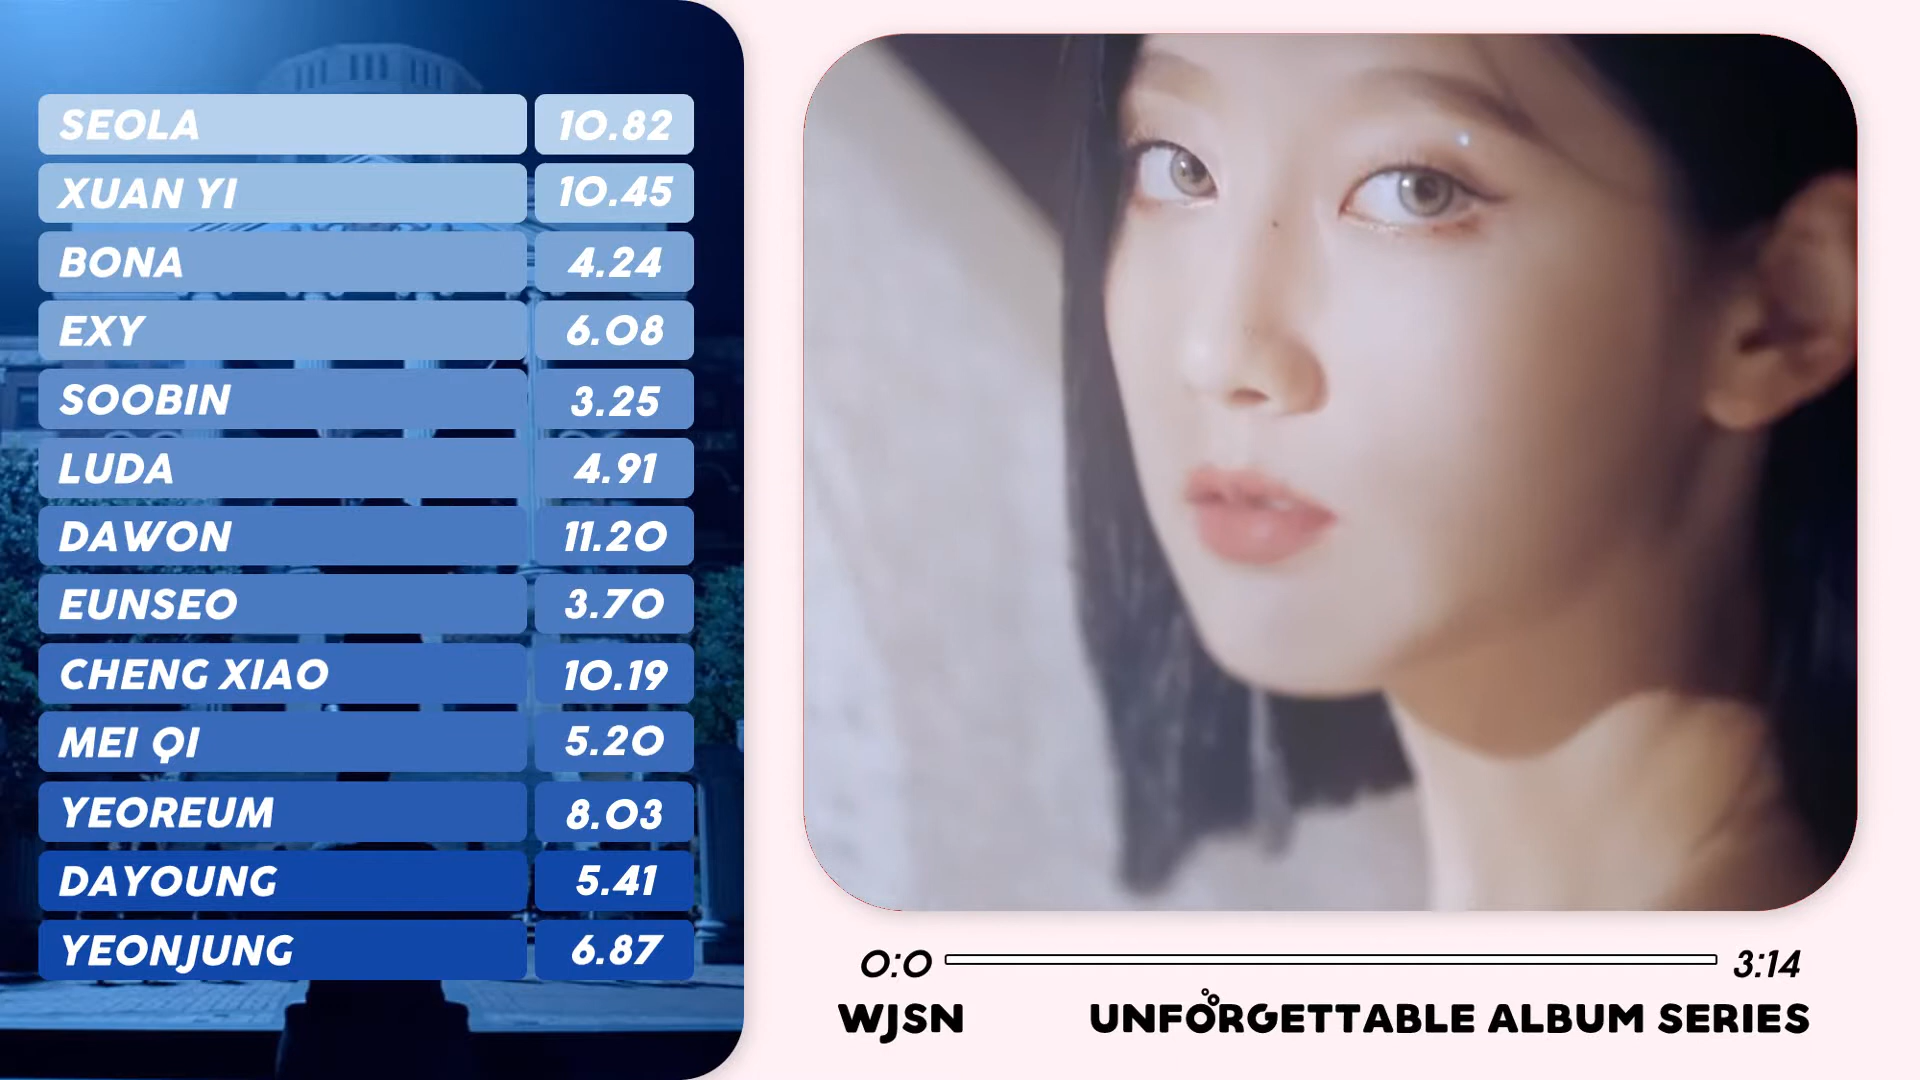 SEOLA 10.82
XUAN YI 10.45
BONA 4.24
EXY 6.08
SOOBIN 3.25
LUDA 4.91
DAWON 11.20
EUNSEO 3.70
CHENG XIAO 10.19
MEI QI 5.20
YEOREUM 8.03
DAYOUNG 5.41
YEONJUNG 6.87
0:0 3:14
WJSN UNFORGETTABLE ALBUM SERIES